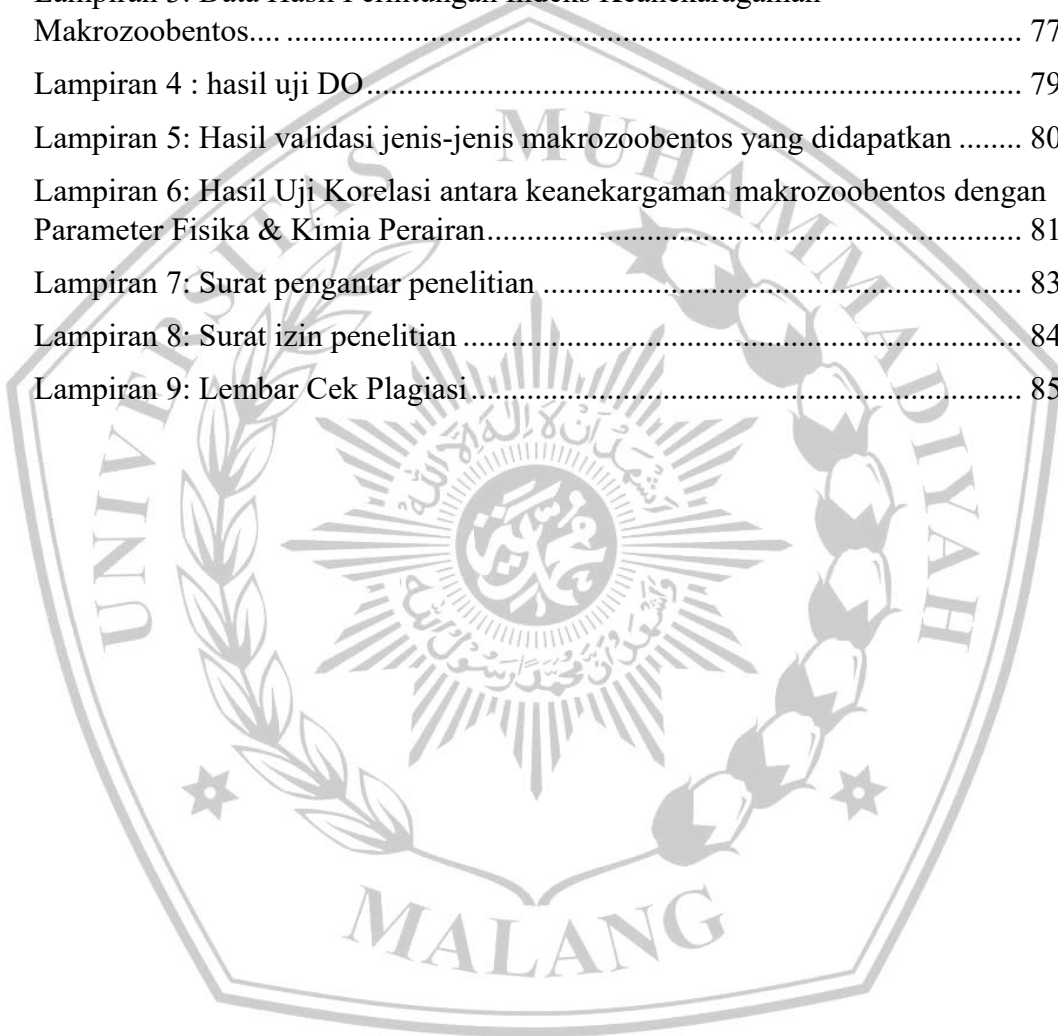 Makrozoobentos.... ........................................................................................... 77
Lampiran 4 : hasil uji DO.................................................................................. 79
Lampiran 5: Hasil validasi jenis-jenis makrozoobentos yang didapatkan ........ 80
Lampiran 6: Hasil Uji Korelasi antara keanekargaman makrozoobentos dengan
Parameter Fisika & Kimia Perairan.................................................................... 81
Lampiran 7: Surat pengantar penelitian ............................................................. 83
Lampiran 8: Surat izin penelitian ....................................................................... 84
Lampiran 9: Lembar Cek Plagiasi...................................................................... 85
UNIVERSITAS MUHAMMADIYAH
MALANG